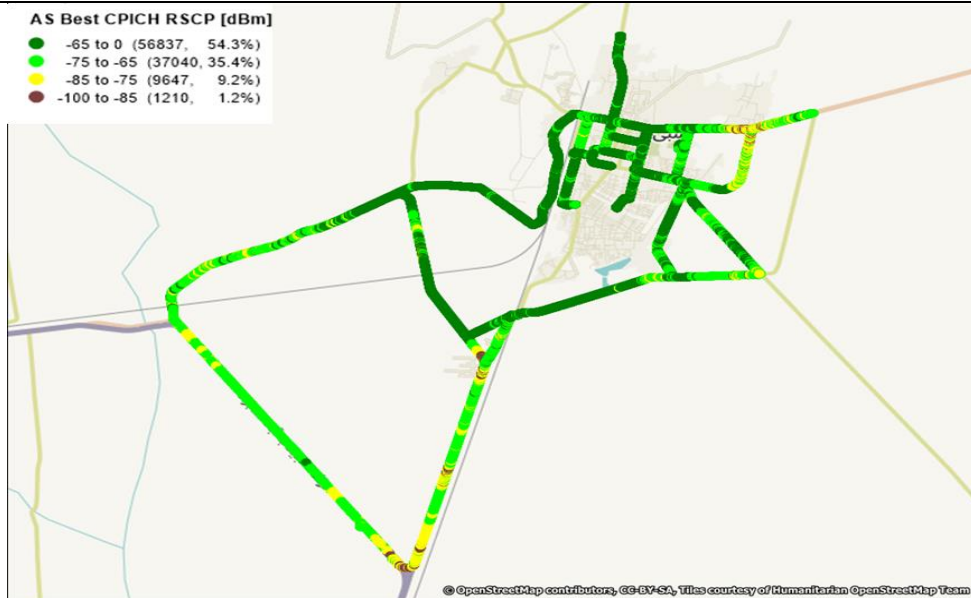 AS Best CPICH RSCP [dBm]
-65 to 0 (56837, 54.3%)
-75 to -65 (37040, 35.4%)
-85 to -75 (9647, 9.2%)
-100 to -85 (1210, 1.2%)
© OpenStreetMap contributors, CC-BY-SA, Tiles courtesy of Humanitarian OpenStreetMap Team